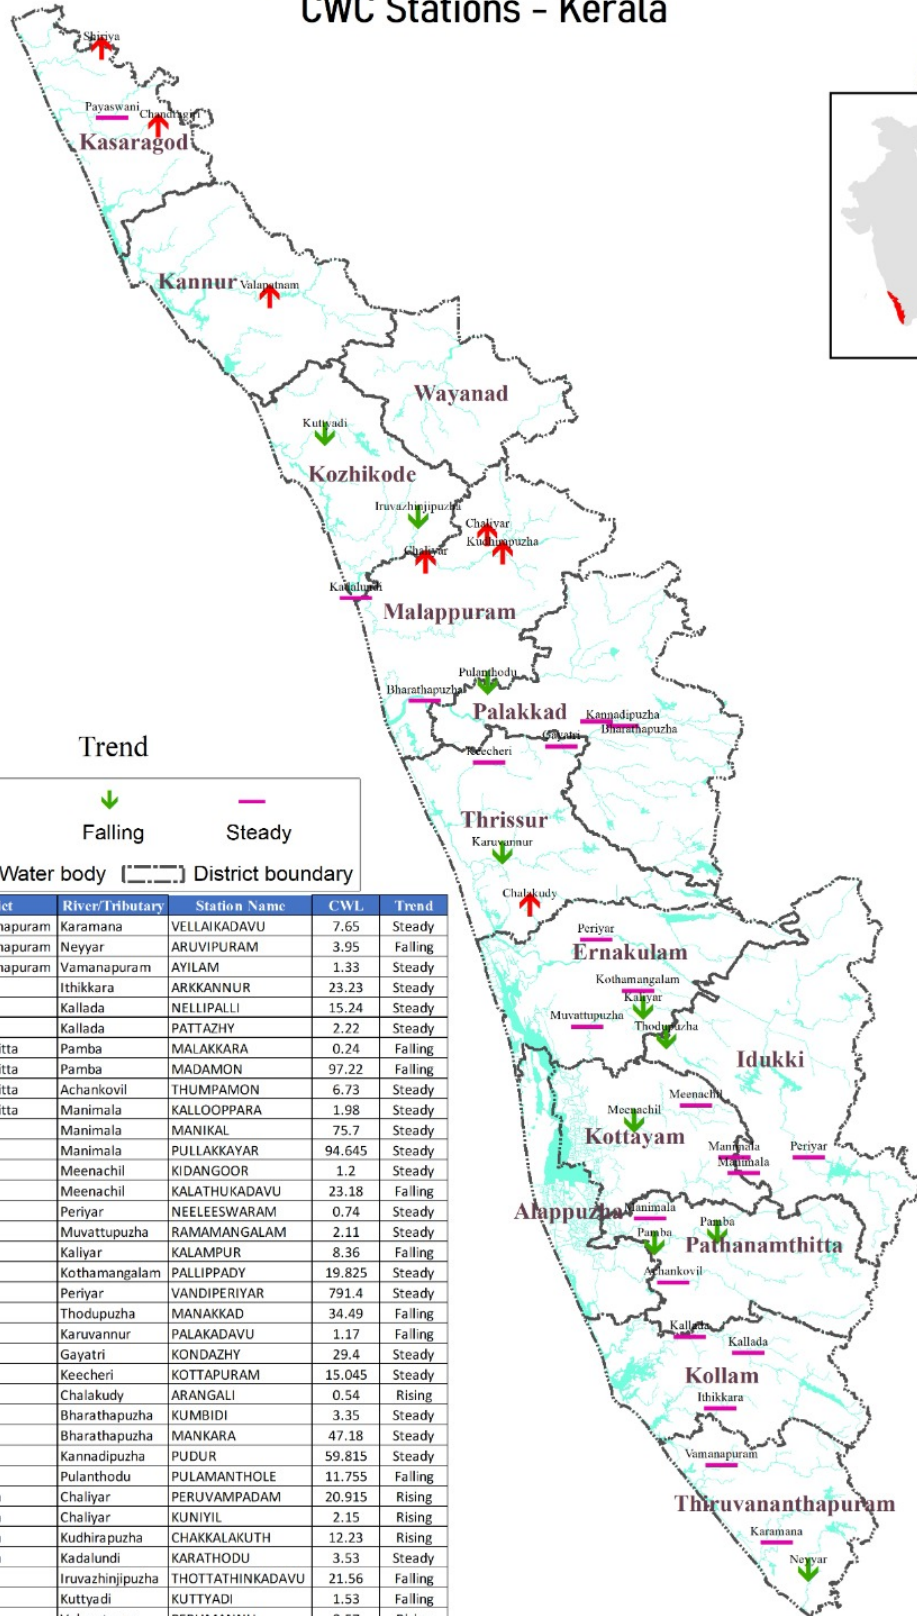 CWC Stations - Kerala
Shiriya
Payaswani
Chandragiri
Kasaragod
Kannur
Valapatnam
Wayanad
Kuttyadi
Kozhikode
Iruvazhinjipuzha
Chaliyar
Kudhirapuzha
Chaliyar
Kadalundi
Malappuram
Pulanthodu
Bharathapuzha
Palakkad
Kannadipuzha
Bharathapuzha
Gayatri
Keecheri
Thrissur
Karuvannur
Chalakudy
Periyar
Ernakulam
Kothamangalam
Kaliyar
Muvattupuzha
Thodupuzha
Idukki
Meenachil
Meenachil
Kottayam
Manimala
Periyar
Manimala
Alappuzha
Manimala
Pamba
Pamba
Pathanamthitta
Achankovil
Kallada
Kallada
Kollam
Ithikkara
Vamanapuram
Thiruvananthapuram
Karamana
Neyyar
Trend
Falling Steady
Water body District boundary
ict River/Tributary Station Name CWL Trend
napuram Karamana VELLAIKADAVU 7.65 Steady
napuram Neyyar ARUVIPURAM 3.95 Falling
napuram Vamanapuram AYILAM 1.33 Steady
Ithikkara ARKKANNUR 23.23 Steady
Kallada NELLIPALLI 15.24 Steady
Kallada PATTAZHY 2.22 Steady
itta Pamba MALAKKARA 0.24 Falling
itta Pamba MADAMON 97.22 Falling
itta Achankovil THUMPAMON 6.73 Steady
itta Manimala KALLOOPPARA 1.98 Steady
Manimala MANIKAL 75.7 Steady
Manimala PULLAKKAYAR 94.645 Steady
Meenachil KIDANGOOR 1.2 Steady
Meenachil KALATHUKADAVU 23.18 Falling
Periyar NEELEESWARAM 0.74 Steady
Muvattupuzha RAMAMANGALAM 2.11 Steady
Kaliyar KALAMPUR 8.36 Falling
Kothamangalam PALLIPPADY 19.825 Steady
Periyar VANDIPERIYAR 791.4 Steady
Thodupuzha MANAKKAD 34.49 Falling
Karuvannur PALAKADAVU 1.17 Falling
Gayatri KONDAZHY 29.4 Steady
Keecheri KOTTAPURAM 15.045 Steady
Chalakudy ARANGALI 0.54 Rising
Bharathapuzha KUMBIDI 3.35 Steady
Bharathapuzha MANKARA 47.18 Steady
Kannadipuzha PUDUR 59.815 Steady
Pulanthodu PULAMANTHOLE 11.755 Falling
Chaliyar PERUVAMPADAM 20.915 Rising
Chaliyar KUNIYIL 2.15 Rising
Kudhirapuzha CHAKKALAKUTH 12.23 Rising
Kadalundi KARATHODU 3.53 Steady
Iruvazhinjipuzha THOTTATHINKADAVU 21.56 Falling
Kuttyadi KUTTYADI 1.53 Falling